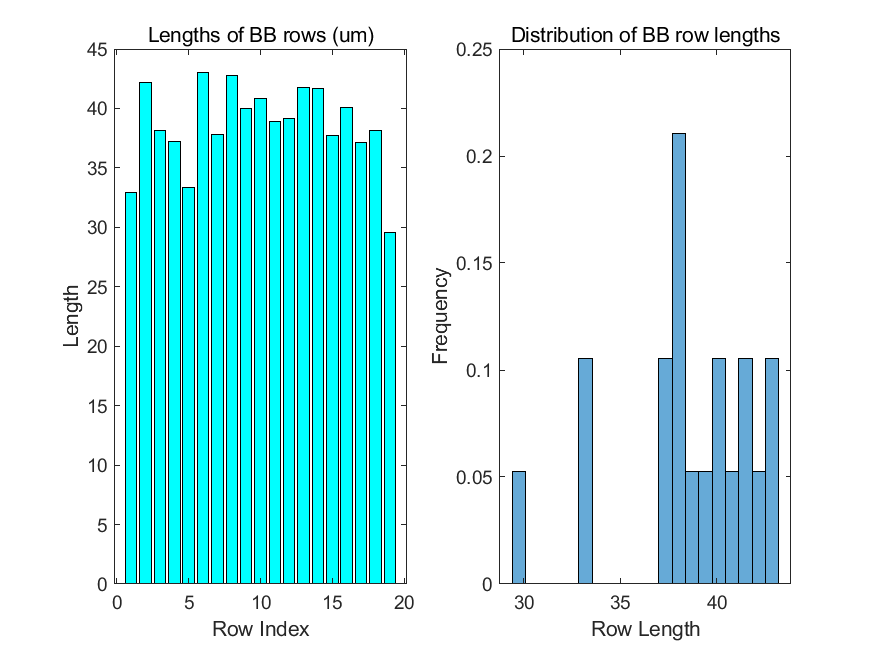 Lengths of BB rows (um)
45
40
35
30
25
20
15
10
5
0
Length
0 5 10 15 20
Row Index
Distribution of BB row lengths
0.25
0.2
0.15
0.1
0.05
0
Frequency
30 35 40
Row Length